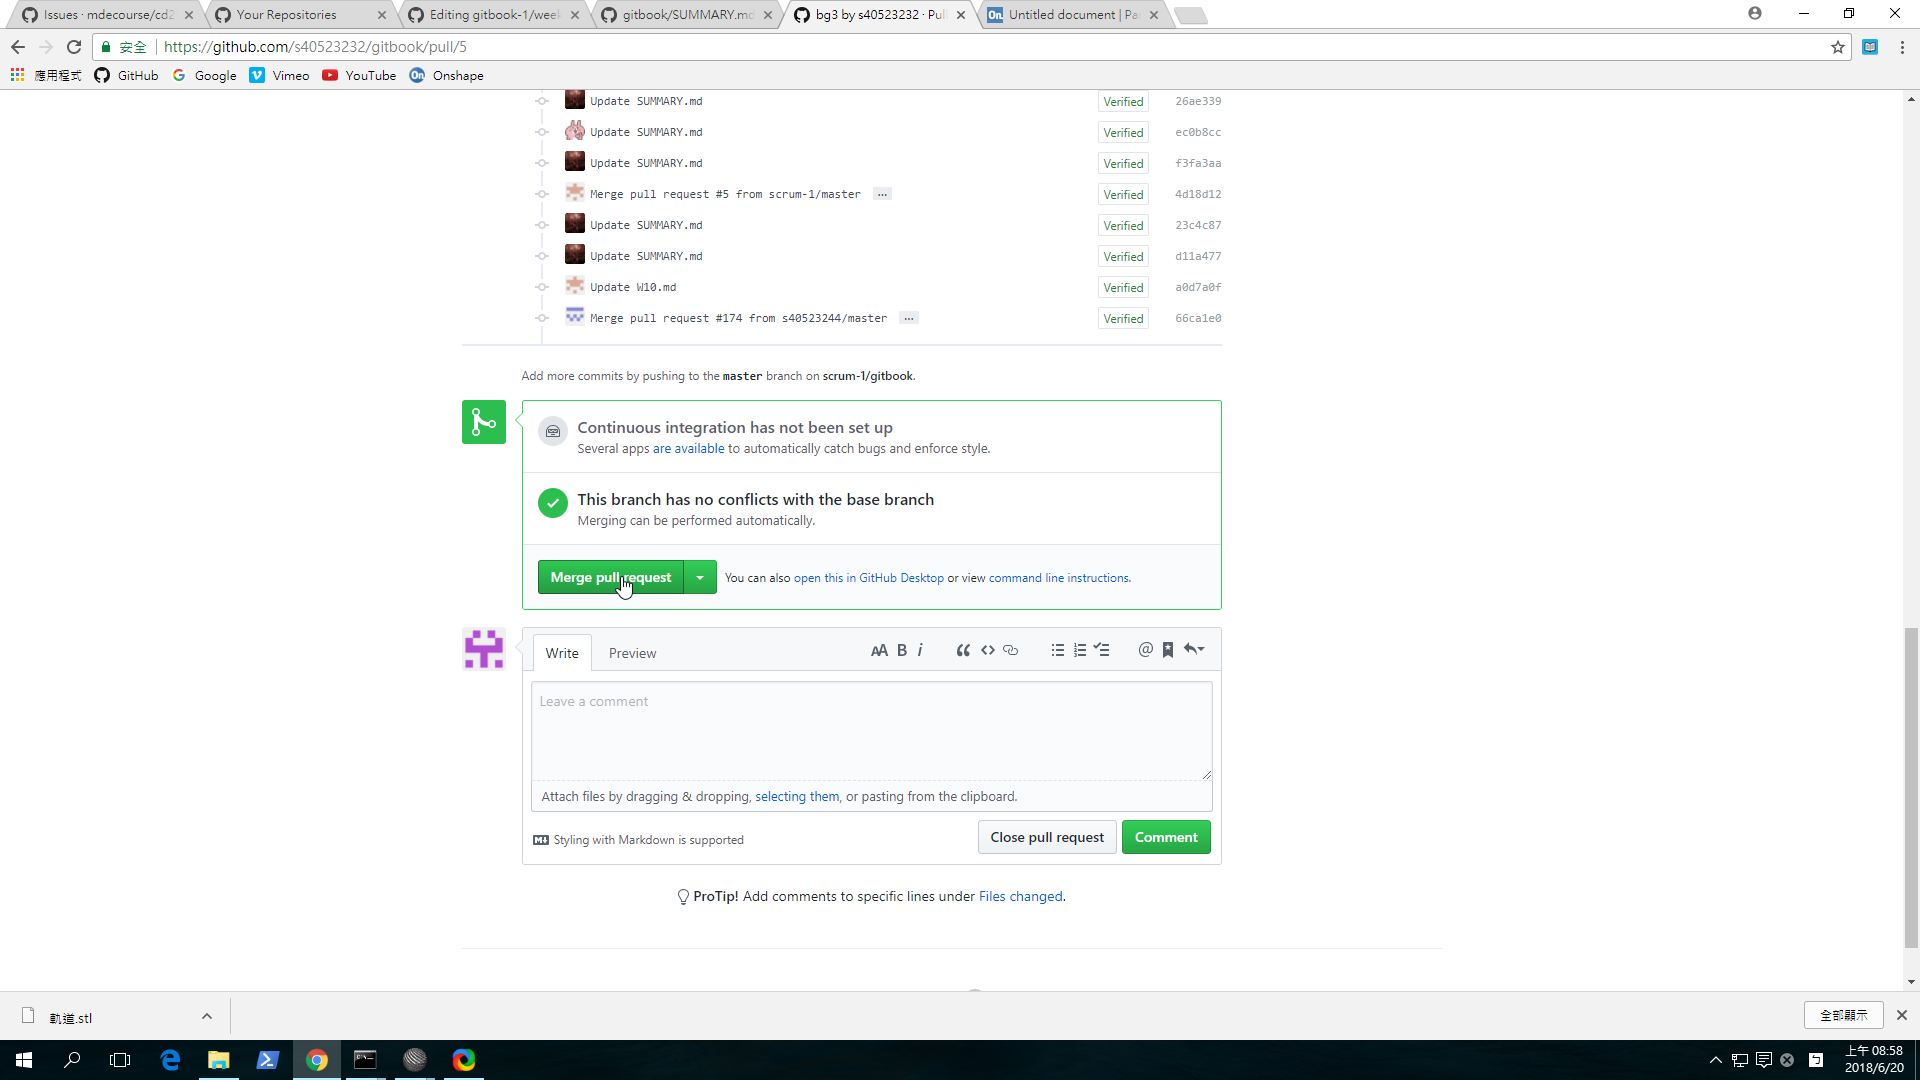 Issues · mdecourse/cd2
Your Repositories
Editing gitbook-1/week
gitbook/SUMMARY.md
bg3 by s40523232 · Pull
Untitled document | Pa
安全
https://github.com/s40523232/gitbook/pull/5
應用程式
GitHub
Google
Vimeo
YouTube
Onshape
Update SUMMARY.md Verified 26ae339
Update SUMMARY.md Verified ec0b8cc
Update SUMMARY.md Verified f3fa3aa
Merge pull request #5 from scrum-1/master … Verified 4d18d12
Update SUMMARY.md Verified 23c4c87
Update SUMMARY.md Verified d11a477
Update W10.md Verified a0d7a0f
Merge pull request #174 from s40523244/master … Verified 66ca1e0
Add more commits by pushing to the master branch on scrum-1/gitbook.
Continuous integration has not been set up
Several apps are available to automatically catch bugs and enforce style.
This branch has no conflicts with the base branch
Merging can be performed automatically.
Merge pull request
You can also open this in GitHub Desktop or view command line instructions.
Write
Preview
Leave a comment
Attach files by dragging & dropping, selecting them, or pasting from the clipboard.
Styling with Markdown is supported
Close pull request
Comment
ProTip! Add comments to specific lines under Files changed.
軌道.stl
全部顯示
上午 08:58
2018/6/20